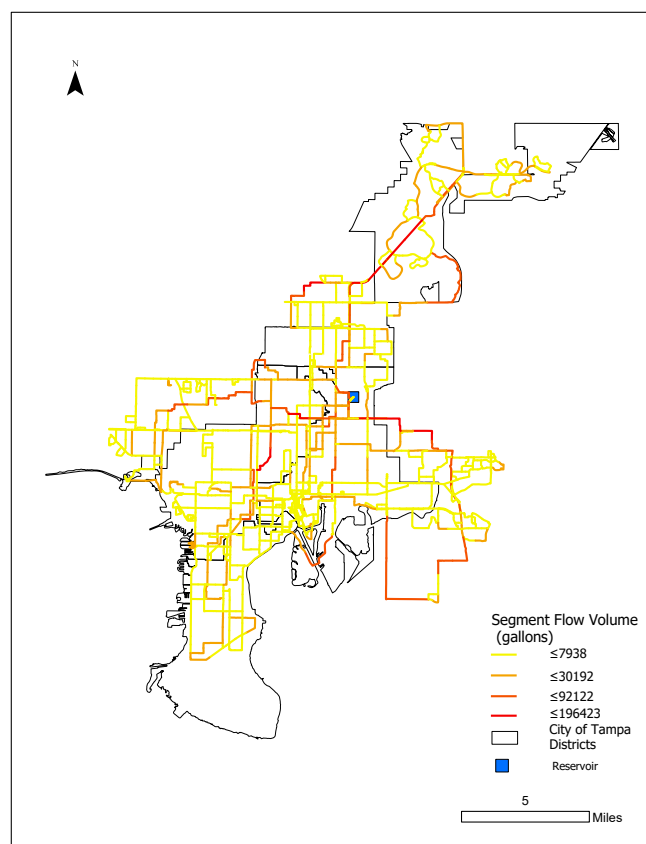 N
Segment Flow Volume
(gallons)
≤7938
≤30192
≤92122
≤196423
City of Tampa
Districts
Reservoir
5
Miles